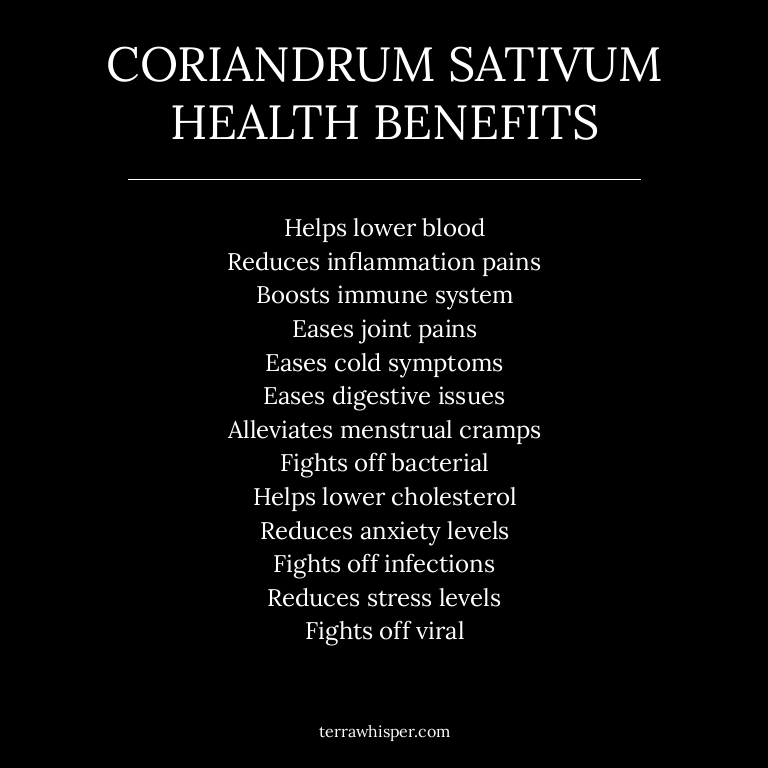 CORIANDRUM SATIVUM
HEALTH BENEFITS
Helps lower blood
Reduces inflammation pains
Boosts immune system
Eases joint pains
Eases cold symptoms
Eases digestive issues
Alleviates menstrual cramps
Fights off bacterial
Helps lower cholesterol
Reduces anxiety levels
Fights off infections
Reduces stress levels
Fights off viral
terrawhisper.com